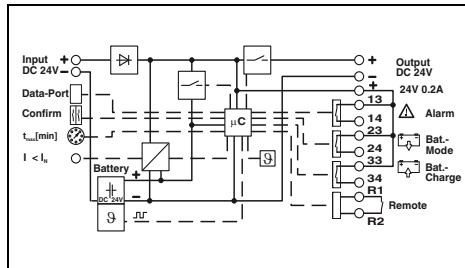 Input
DC 24V
+
−
Data-Port
Confirm
tmax[min]
I < IN
Battery
+
−
DC 24V
ϑ
µC
ϑ
+
−
+
Output
DC 24V
24V 0.2A
13
14
Alarm
23
24
Bat.-
Mode
33
34
Bat.-
Charge
R1
R2
Remote